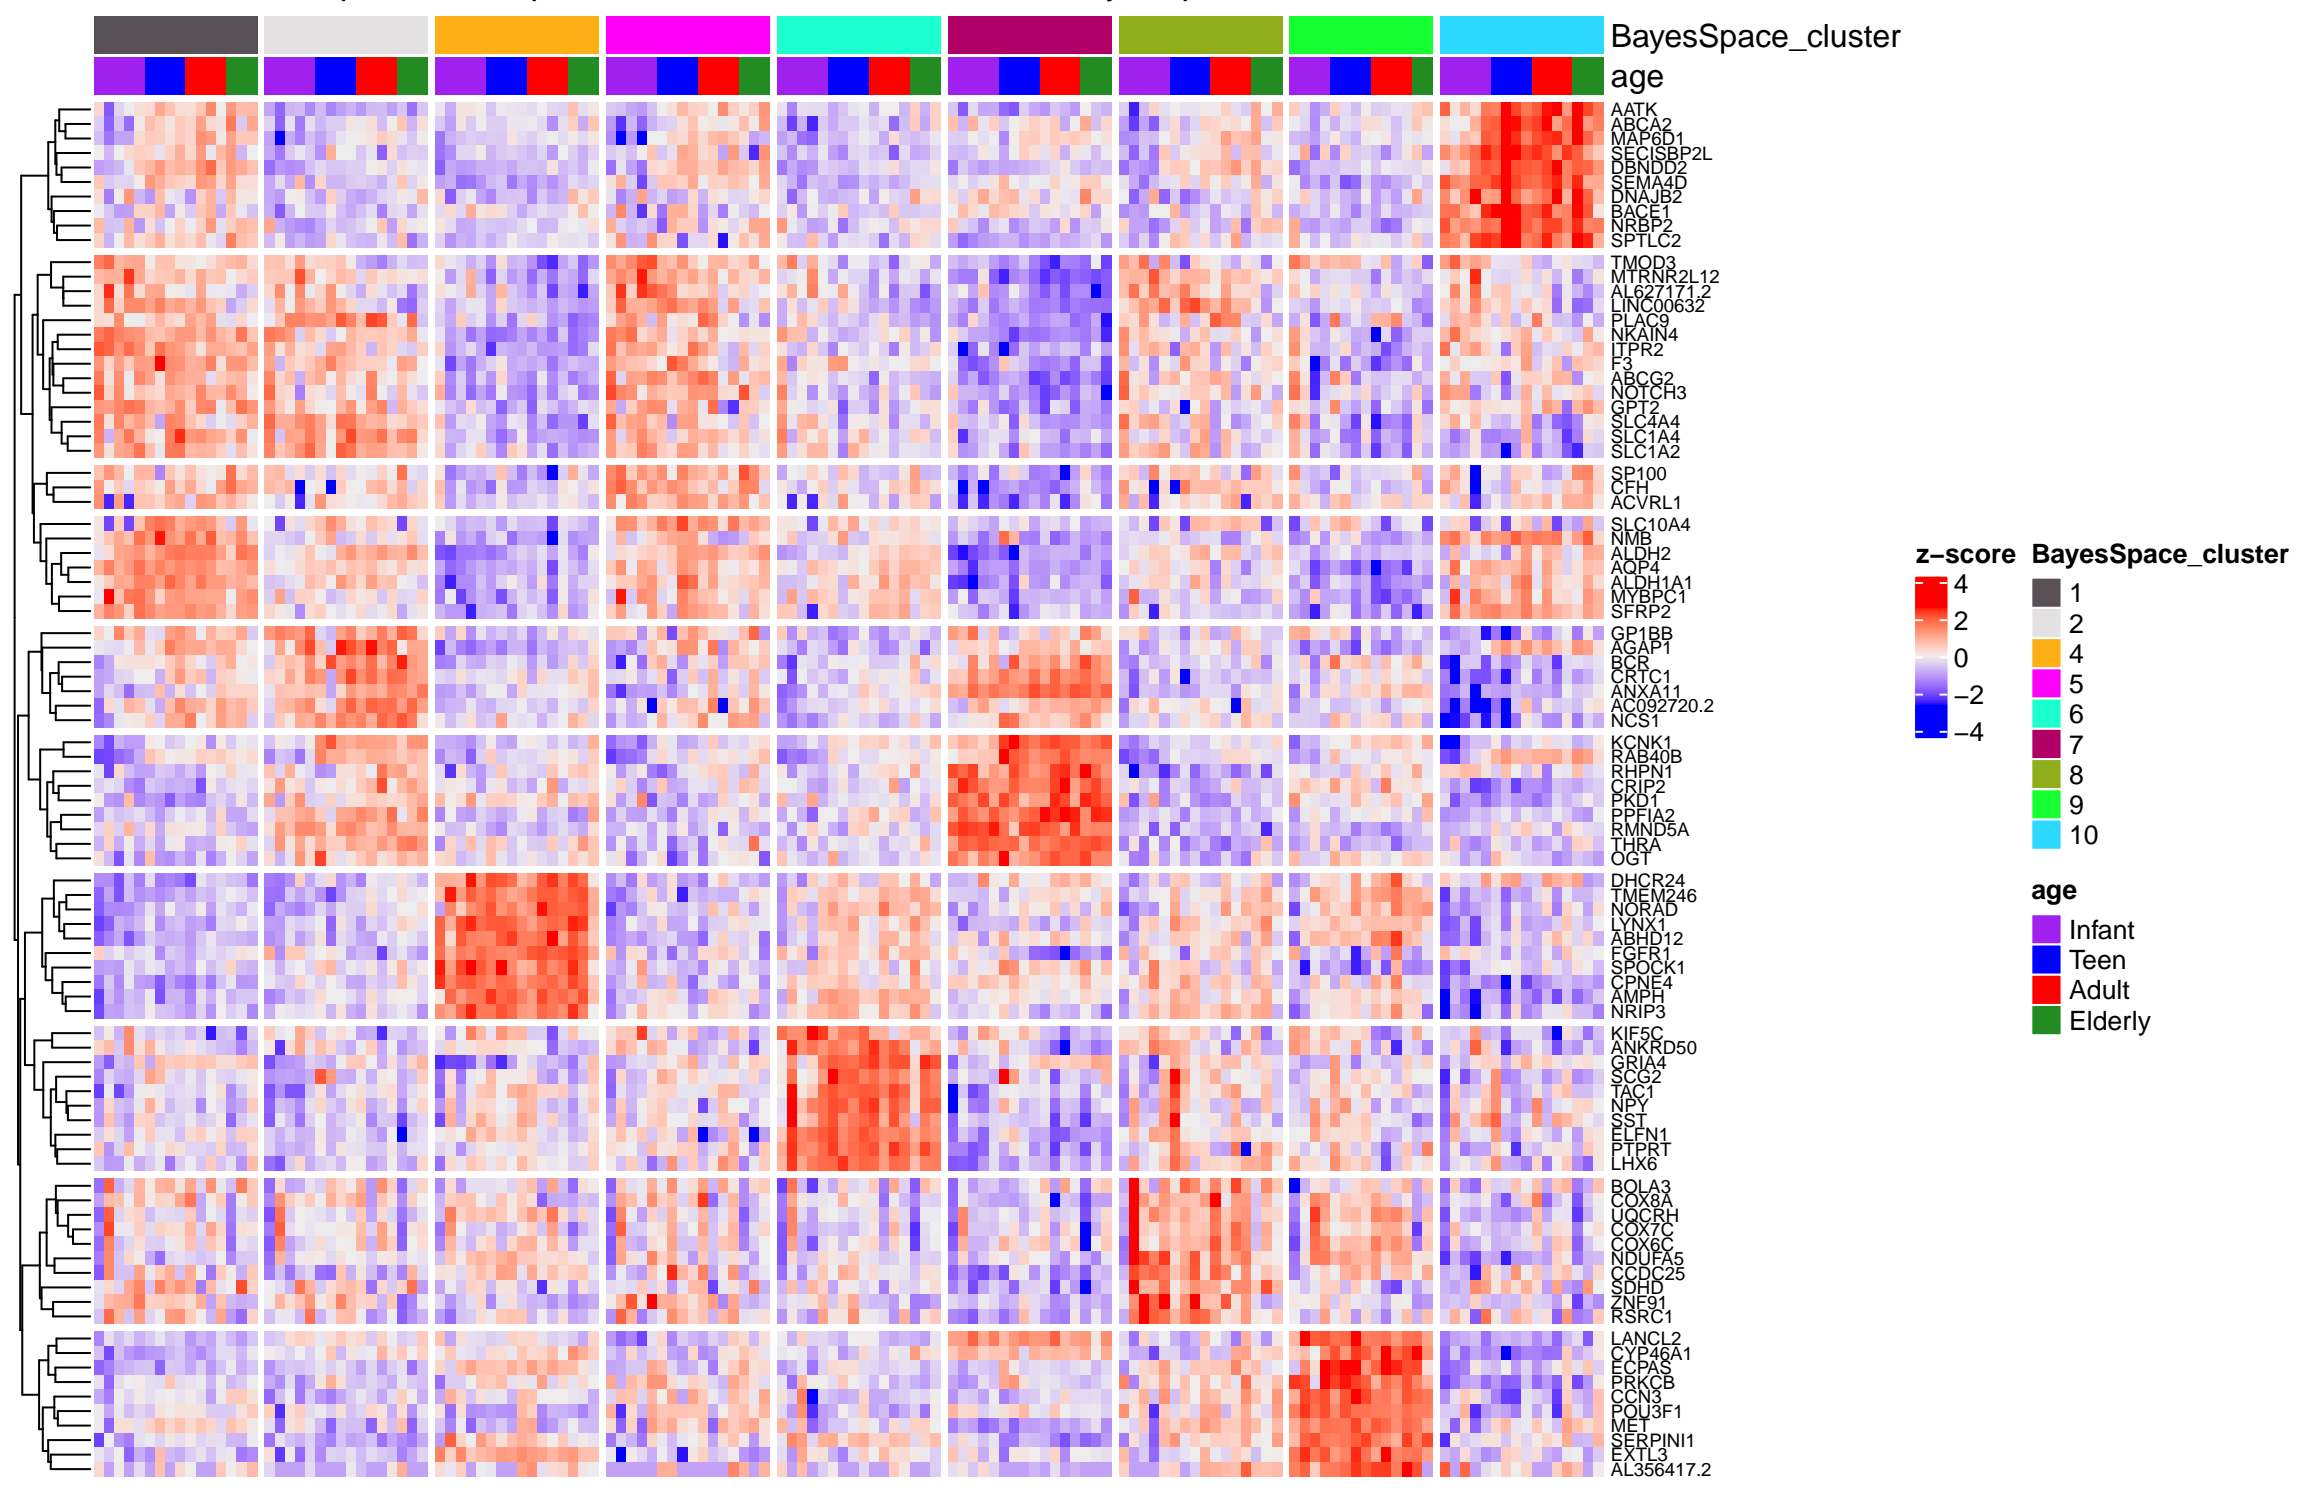 BayesSpace_cluster
age
AATK
ABCA2
MAP6D1
SECISBP2L
DBNDD2
SEMA4D
DNAJB2
BACE1
NRBP2
SPTLC2
TMOD3
MTRNR2L12
AL627171.2
LINC00632
PLAC9
NKAIN4
ITPR2
F3
ABCG2
NOTCH3
GPT2
SLC4A4
SLC1A4
SLC1A2
SP100
CFH
ACVRL1
SLC10A4
NMB
ALDH2
AQP4
ALDH1A1
MYBPC1
SFRP2
GP1BB
AGAP1
BCR
CRTC1
ANXA11
AC092720.2
NCS1
KCNK1
RAB40B
RHPN1
CRIP2
PKD1
PPFIA2
RMND5A
THRA
OGT
DHCR24
TMEM246
NORAD
LYNX1
ABHD12
FGFR1
SPOCK1
CPNE4
AMPH
NRIP3
KIF5C
ANKRD50
GRIA4
SCG2
TAC1
NPY
SST
ELFN1
PTPRT
LHX6
BOLA3
COX8A
UQCRH
COX7C
COX6C
NDUFA5
CCDC25
SDHD
ZNF91
RSRC1
LANCL2
CYP46A1
ECPAS
PRKCB
CCN3
POU3F1
MET
SERPINI1
EXTL3
AL356417.2
z−score
4
2
0
−2
−4
BayesSpace_cluster
1
2
4
5
6
7
8
9
10
age
Infant
Teen
Adult
Elderly